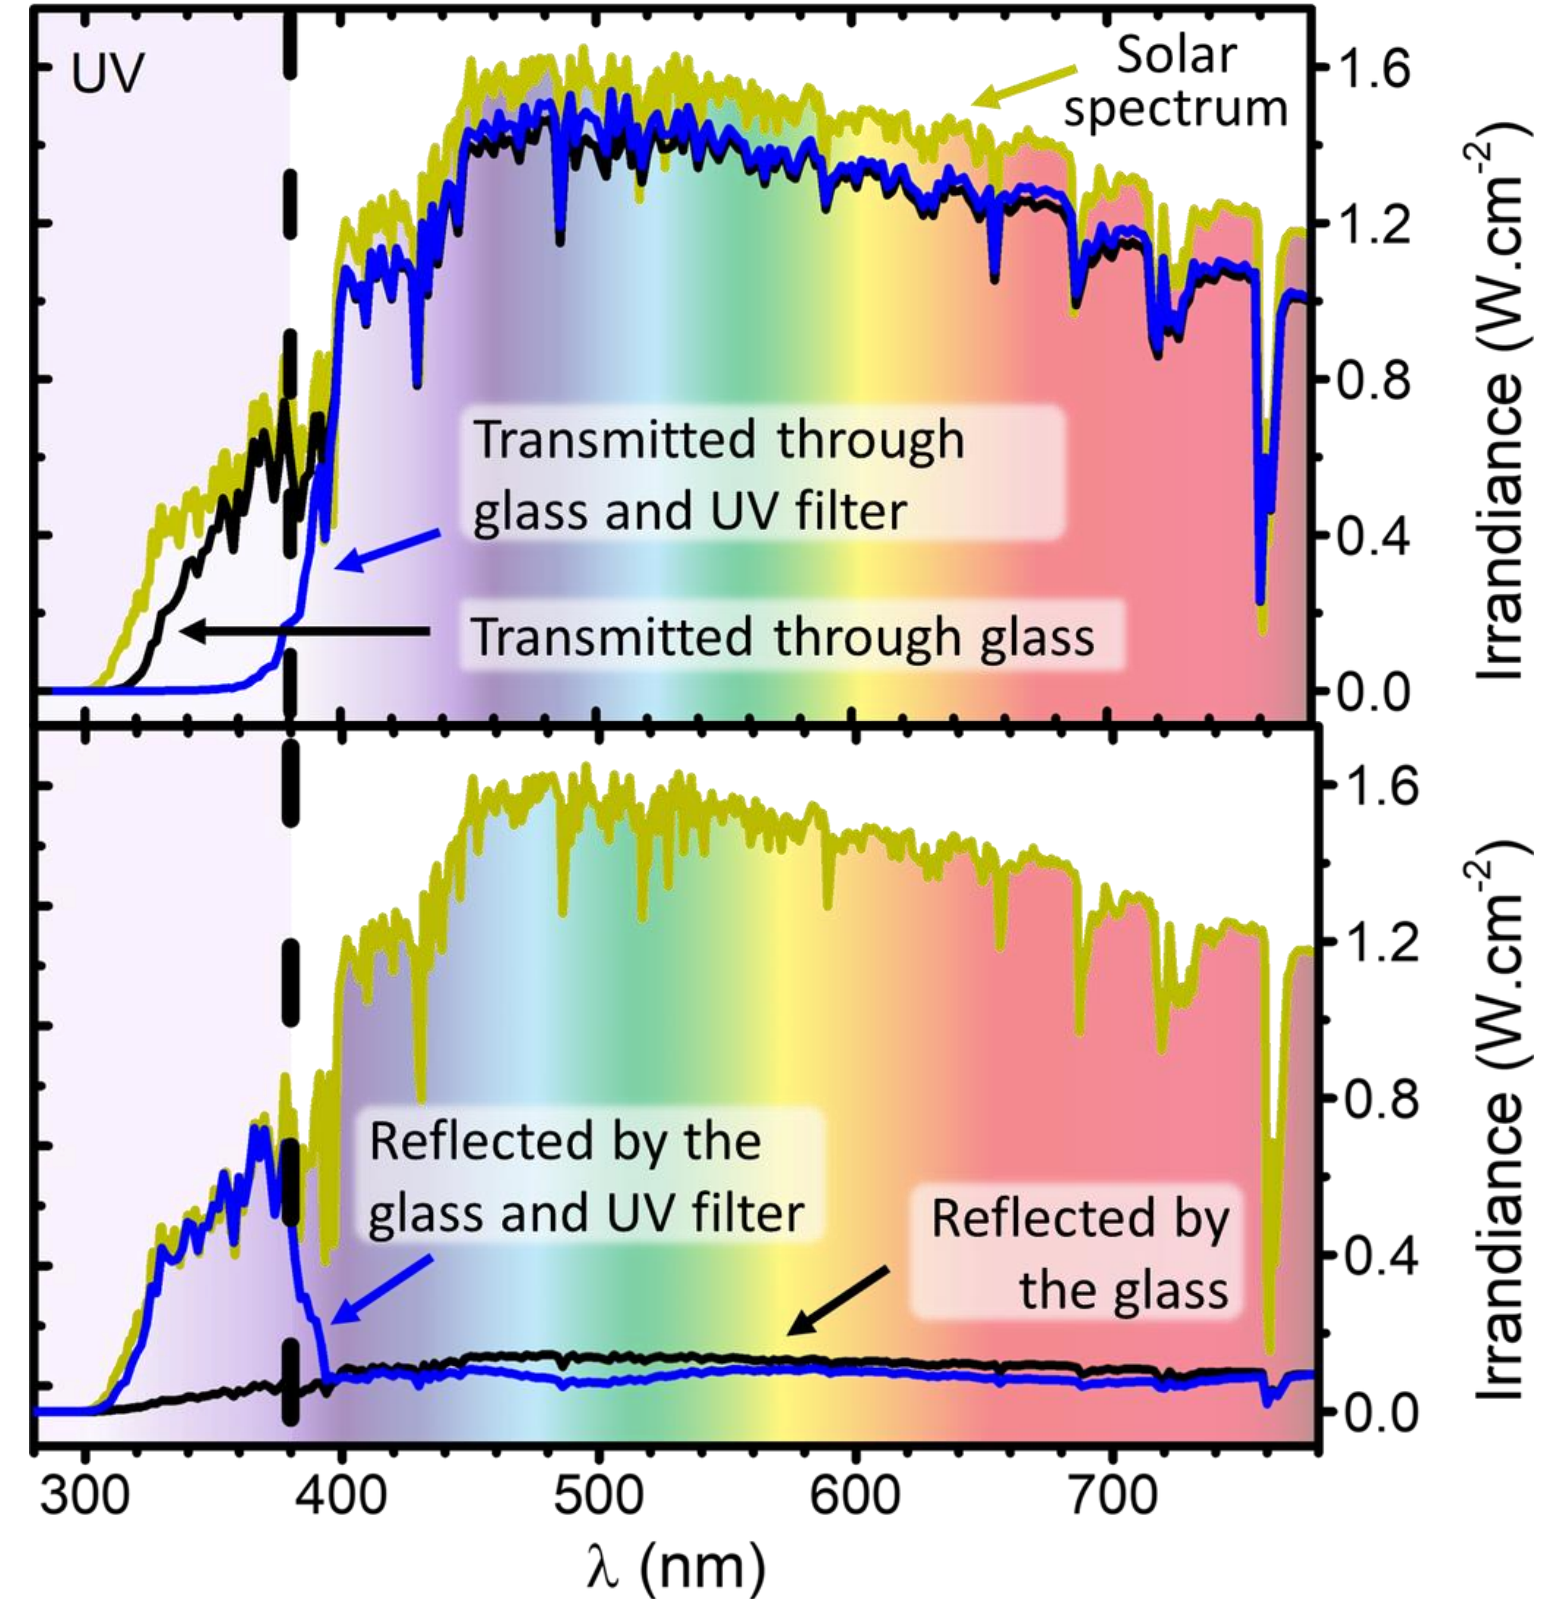 UV
Solar
spectrum
Transmitted through
glass and UV filter
Transmitted through glass
1.6
1.2
0.8
0.4
0.0
Irrandiance (W.cm-2)
Reflected by the
glass and UV filter
Reflected by
the glass
1.6
1.2
0.8
0.4
0.0
Irrandiance (W.cm-2)
300 400 500 600 700
λ (nm)